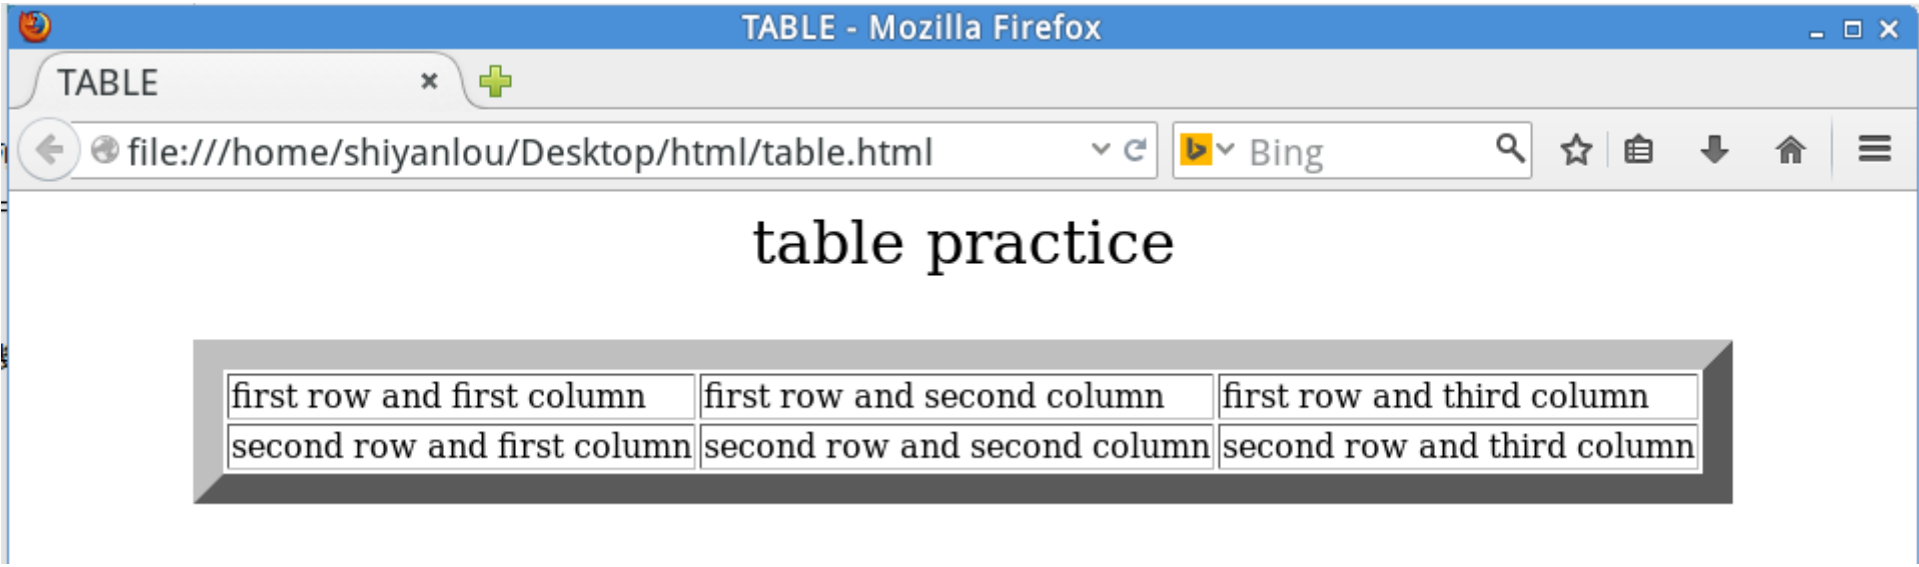 TABLE - Mozilla Firefox
TABLE
file:///home/shiyanlou/Desktop/html/table.html Bing
table practice
first row and first column first row and second column first row and third column
second row and first column second row and second column second row and third column